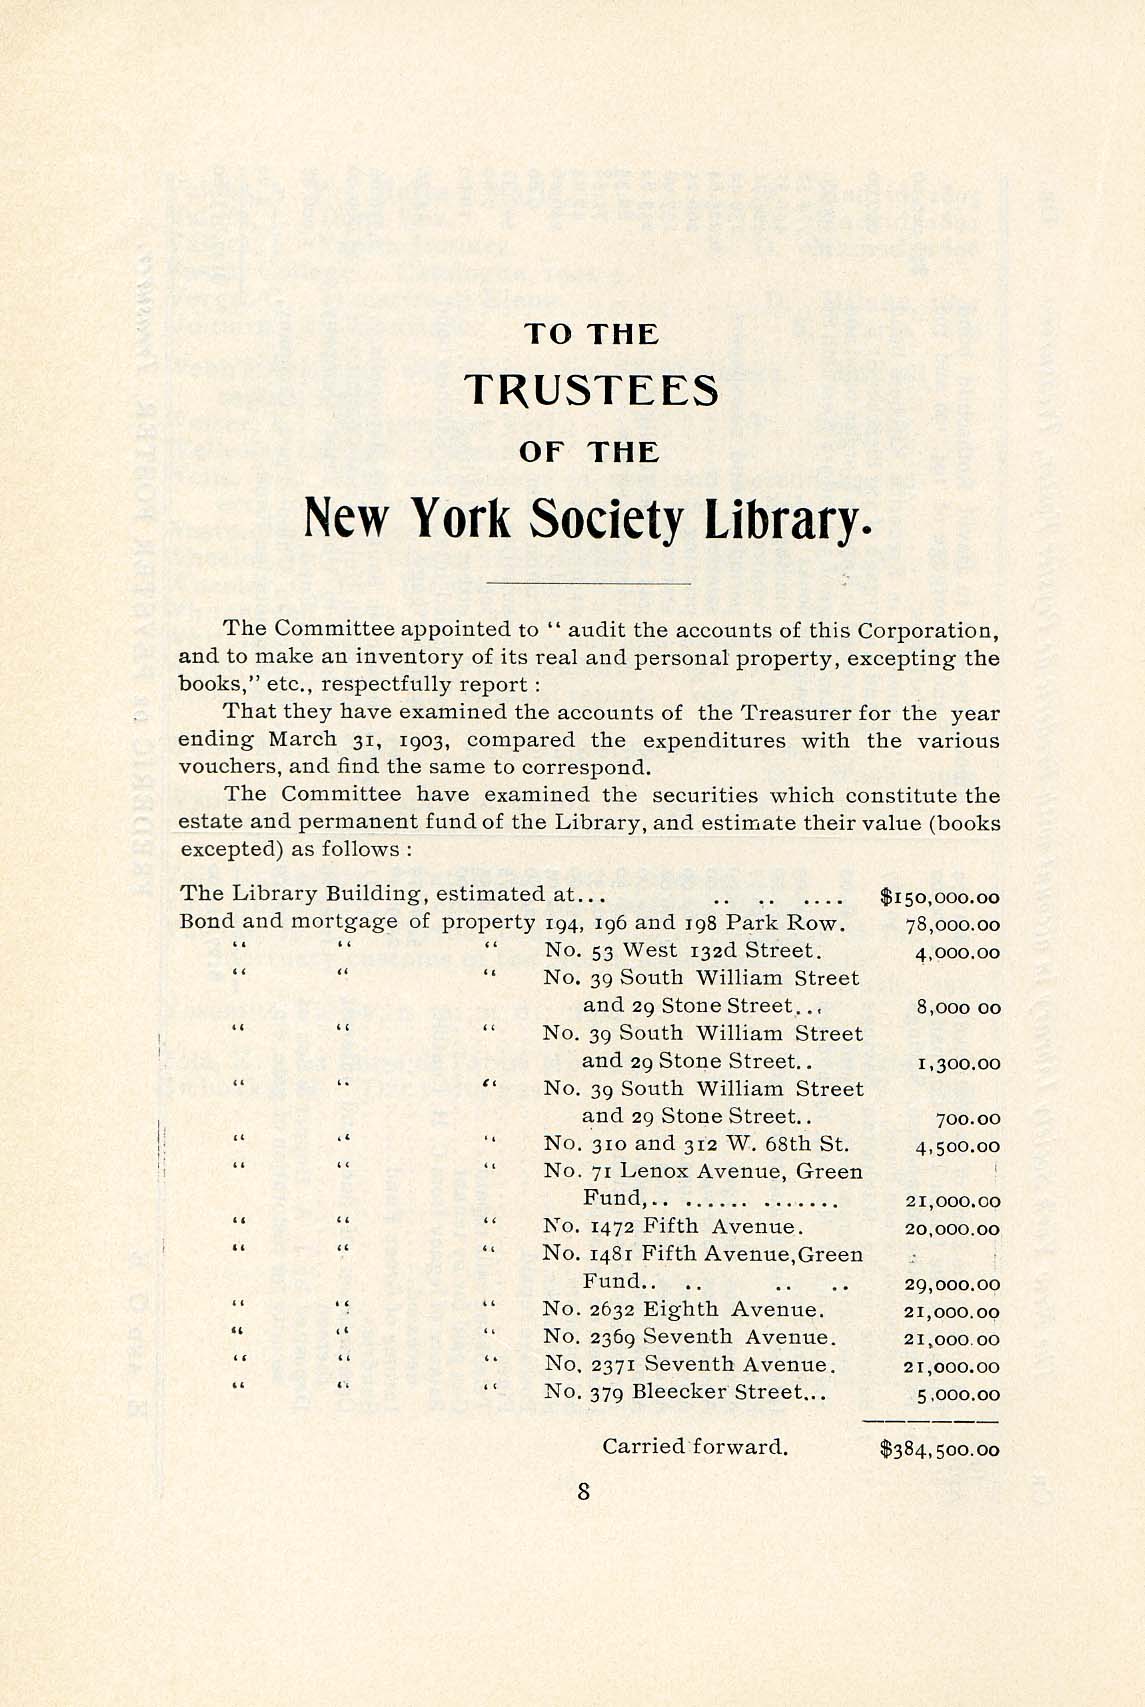 TO THE
TRUSTEES
OF THE
New York Society Library.
The Committee appointed to “ audit the accounts of this Corporation,
and to make an inventory of its real and personal property, excepting the
books,” etc., respectfully report :
That they have examined the accounts of the Treasurer for the year
ending March 31, 1903, compared the expenditures with the various
vouchers, and find the same to correspond.
The Committee have examined the securities which constitute the
estate and permanent fund of the Library, and estimate their value (books
excepted) as follows :
The Library Building, estimated at... .. .. .... $150,000.00
Bond and mortgage of property 194, 196 and 198 Park Row. 78,000.00
“ “ “ No. 53 West 132d Street. 4,000.00
“ “ “ No. 39 South William Street
and 29 Stone Street... 8,000 00
“ “ “ No. 39 South William Street
and 29 Stone Street.. 1,300.00
“ “ “ No. 39 South William Street
and 29 Stone Street.. 700.00
“ “ “ No. 310 and 312 W. 68th St. 4,500.00
“ “ “ No. 71 Lenox Avenue, Green
Fund,.. ...... ....... 21,000.00
“ “ “ No. 1472 Fifth Avenue. 20,000.00
“ “ “ No. 1481 Fifth Avenue,Green
Fund.. .. .. .. 29,000.00
“ “ “ No. 2632 Eighth Avenue. 21,000.00
“ “ “ No. 2369 Seventh Avenue. 21,000.00
“ “ “ No. 2371 Seventh Avenue. 21,000.00
“ “ “ No. 379 Bleecker Street... 5,000.00
Carried forward. $384,500.00
8